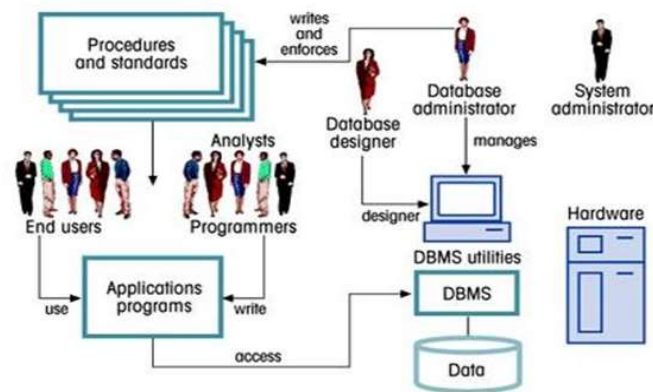 writes
and
enforces
Procedures
and standards
Database
designer
Database
administrator
System
administrator
manages
Analysts
End users
Programmers
designer
DBMS utilities
Hardware
use
Applications
programs
write
DBMS
access
Data